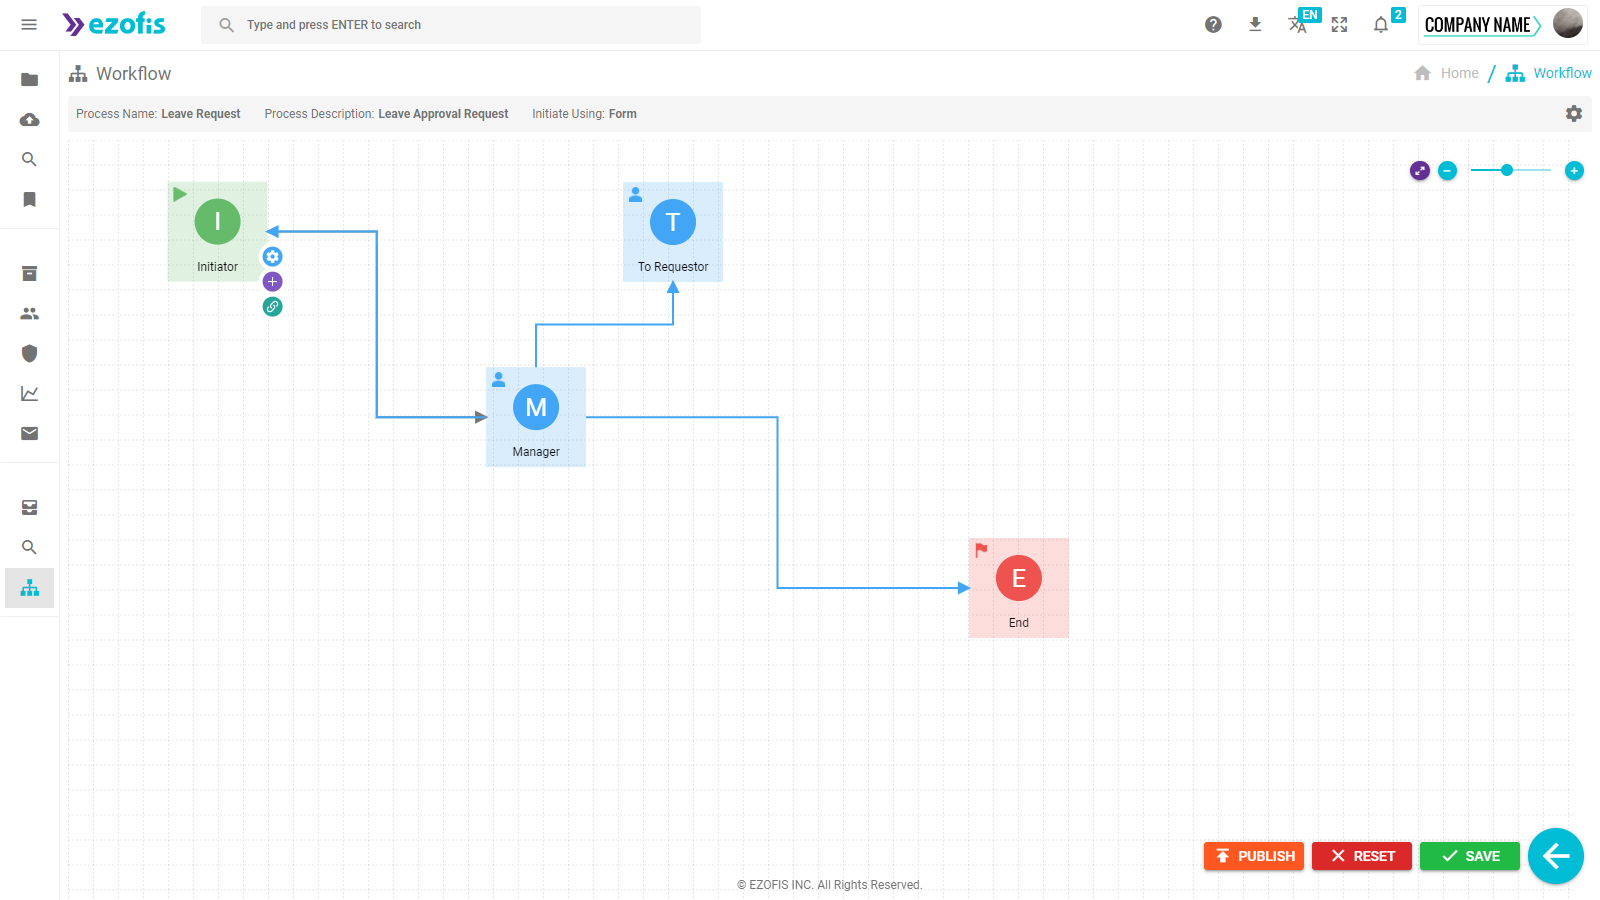 ezofis
Type and press ENTER to search
EN
2
COMPANY NAME
Workflow
Home / Workflow
Process Name: Leave Request Process Description: Leave Approval Request Initiate Using: Form
I
Initiator
T
To Requestor
M
Manager
E
End
PUBLISH RESET SAVE
© EZOFIS INC. All Rights Reserved.